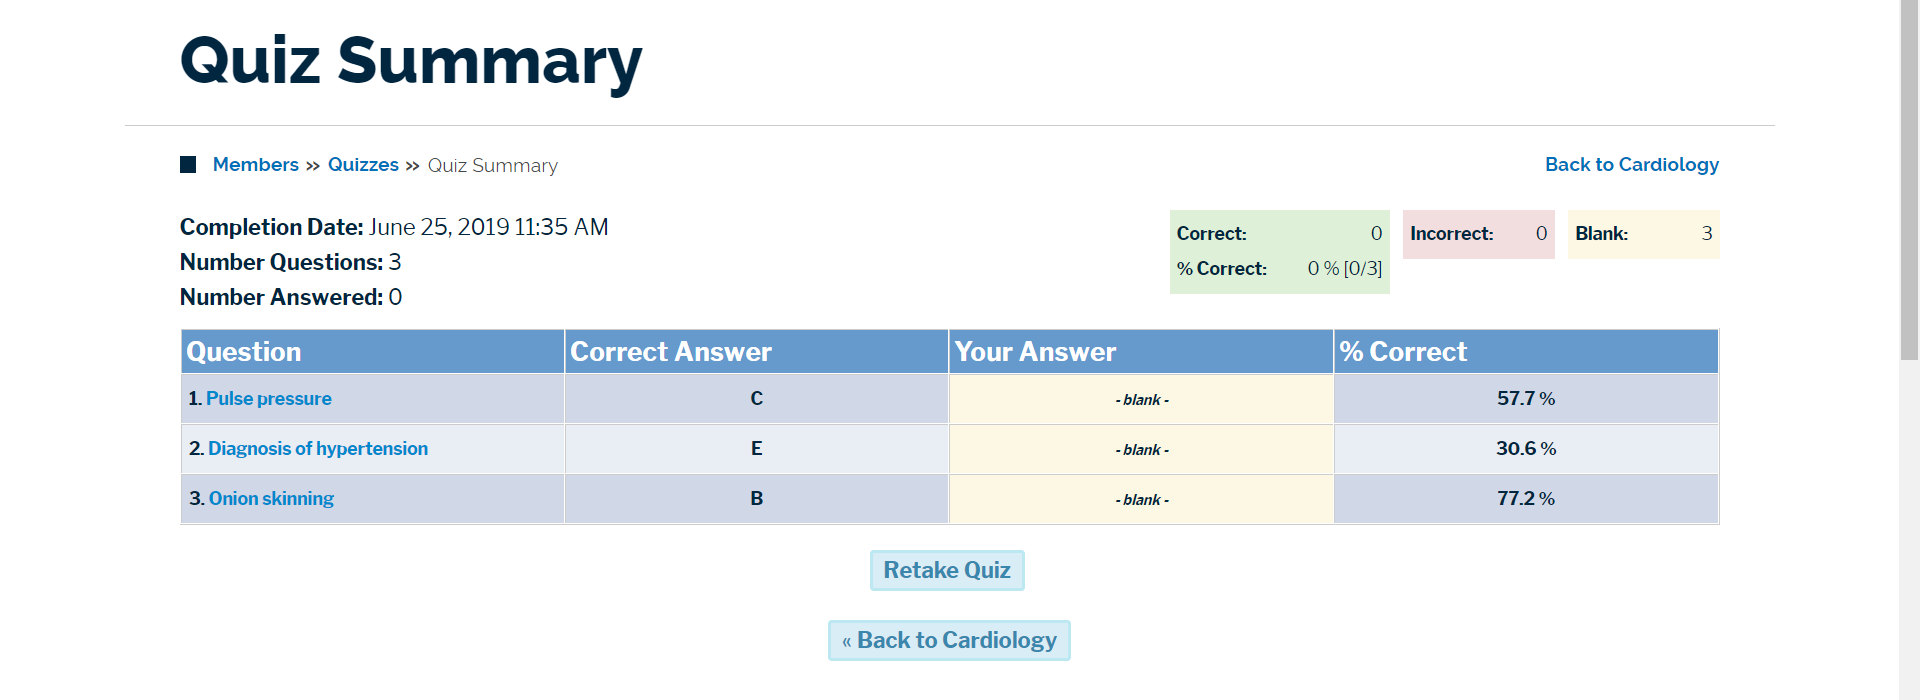 Quiz Summary
Members » Quizzes » Quiz Summary
Back to Cardiology
Completion Date: June 25, 2019 11:35 AM
Number Questions: 3
Number Answered: 0
Correct: 0
% Correct: 0 % [0/3]
Incorrect: 0
Blank: 3
Question Correct Answer Your Answer % Correct
1. Pulse pressure C - blank - 57.7 %
2. Diagnosis of hypertension E - blank - 30.6 %
3. Onion skinning B - blank - 77.2 %
Retake Quiz
« Back to Cardiology